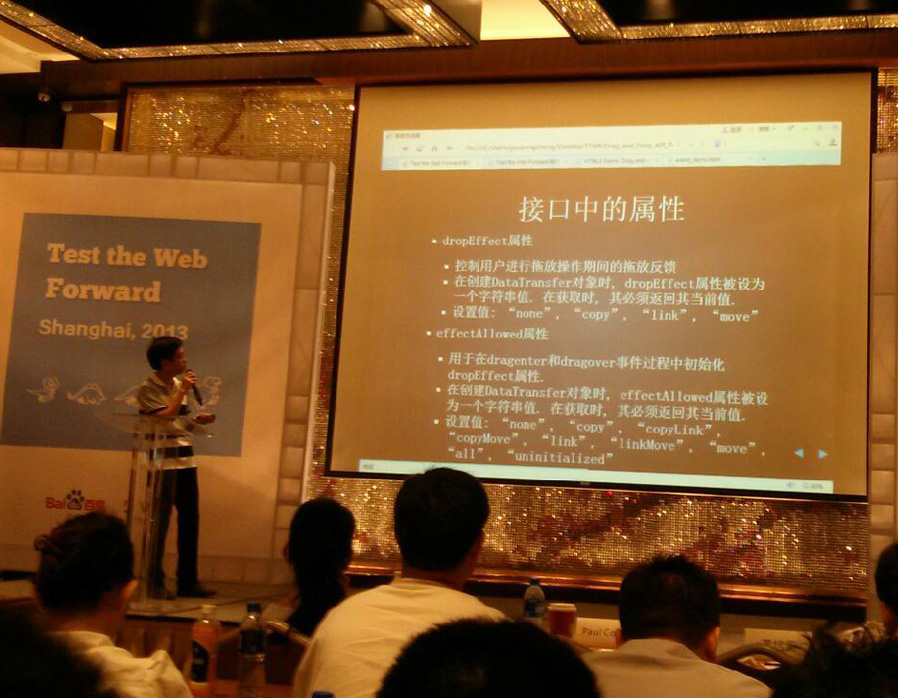 Test the Web
Forward
Shanghai, 2013
Bai百度
接口中的属性
dropEffect属性
控制用户进行拖放操作期间的拖放反馈
在创建DataTransfer对象时, dropEffect属性被设为
一个字符串值. 在获取时, 其必须返回其当前值.
设置值: “none”, “copy”, “link”, “move”
effectAllowed属性
用于在dragenter和dragover事件过程中初始化
dropEffect属性.
在创建DataTransfer对象时, effectAllowed属性被设
为一个字符串值. 在获取时, 其必须返回其当前值.
设置值: “none”, “copy”, “copyLink”,
“copyMove”, “link”, “linkMove”, “move”,
“all”, “uninitialized”
Paul Co